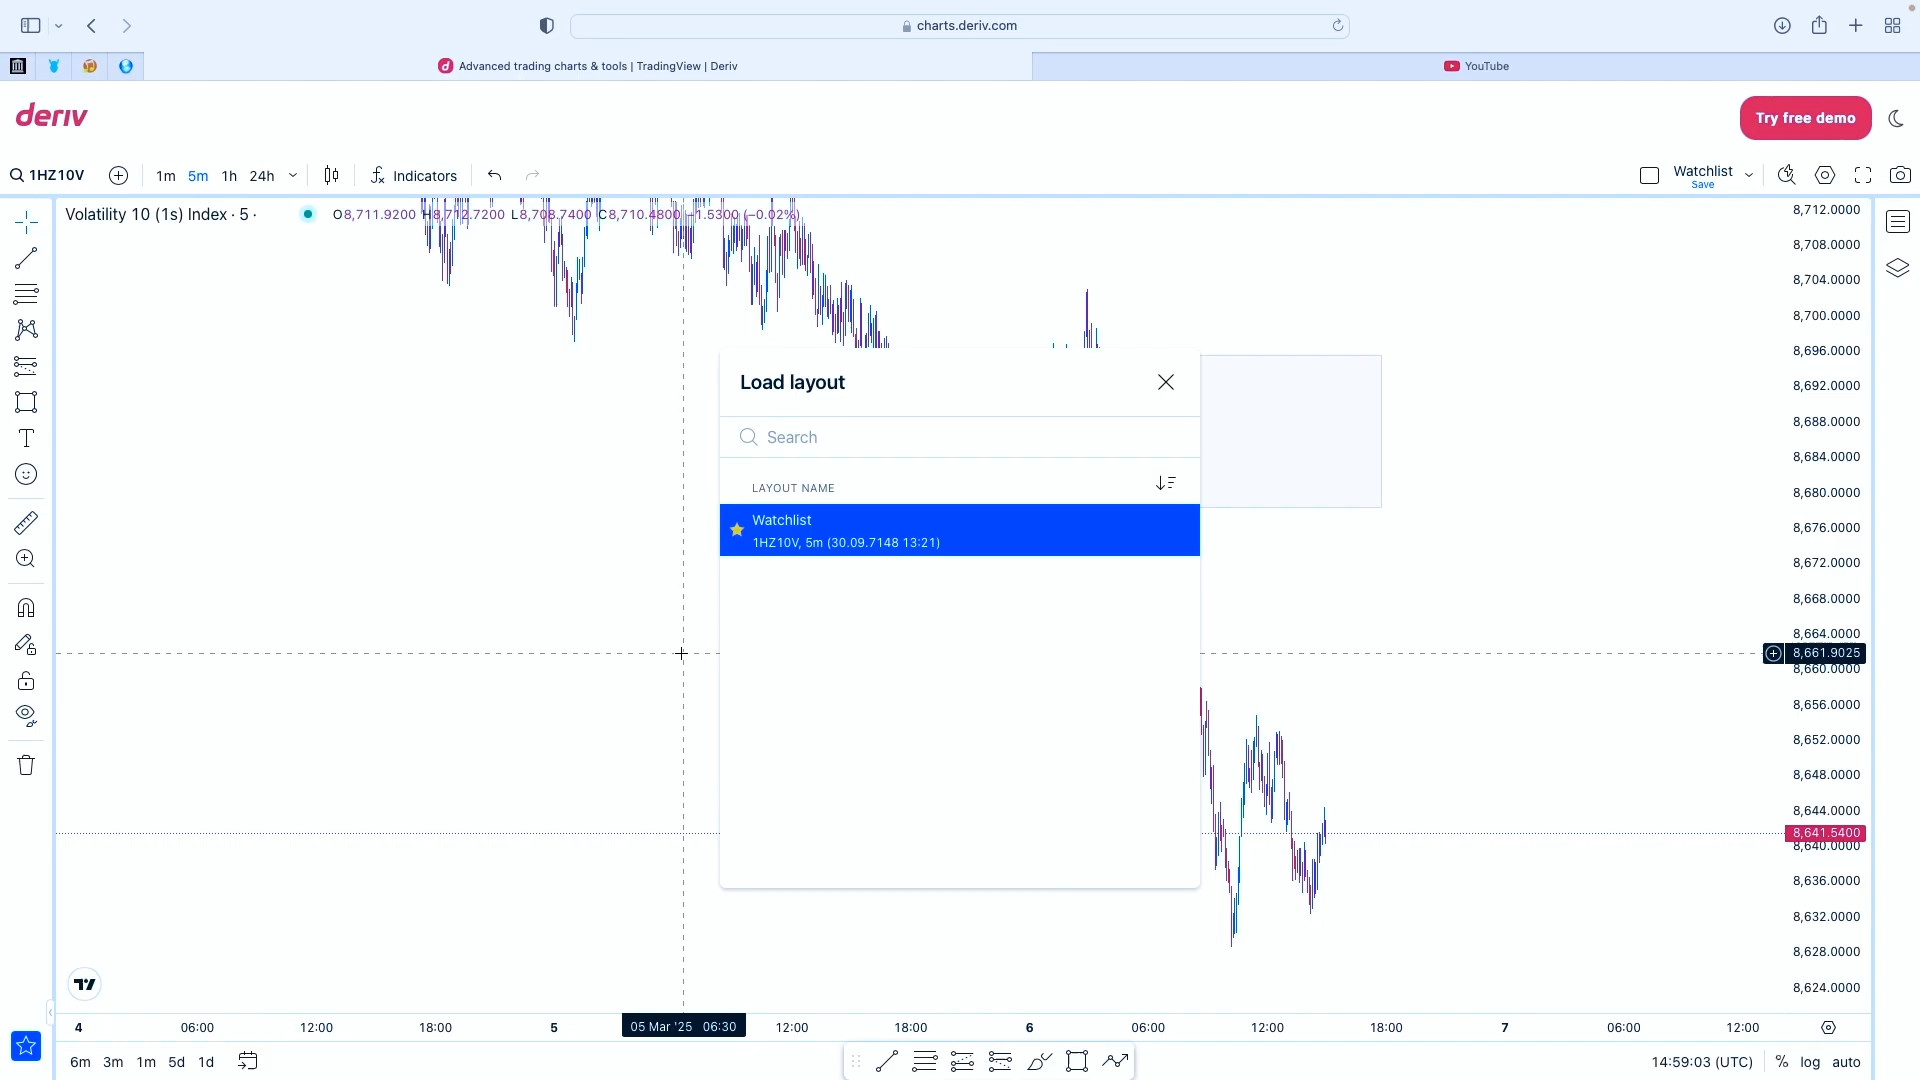 charts.deriv.com
Advanced trading charts & tools | TradingView | Deriv
YouTube
deriv
Try free demo
1HZ10V
1m 5m 1h 24h
Indicators
Watchlist
Save
Volatility 10 (1s) Index · 5 ·
O8,711.9200 H8,712.7200 L8,708.7400 C8,710.4800 −1.5300 (−0.02%)
8,712.0000
8,708.0000
8,704.0000
8,700.0000
8,696.0000
8,692.0000
8,688.0000
8,684.0000
8,680.0000
8,676.0000
8,672.0000
8,668.0000
8,664.0000
8,661.9025
8,660.0000
8,656.0000
8,652.0000
8,648.0000
8,644.0000
8,641.5400
8,640.0000
8,636.0000
8,632.0000
8,628.0000
8,624.0000
Load layout
Search
LAYOUT NAME
Watchlist
1HZ10V, 5m (30.09.7148 13:21)
4 06:00 12:00 18:00 5 05 Mar '25 06:30 12:00 18:00 6 06:00 12:00 18:00 7 06:00 12:00
6m 3m 1m 5d 1d
14:59:03 (UTC) % log auto